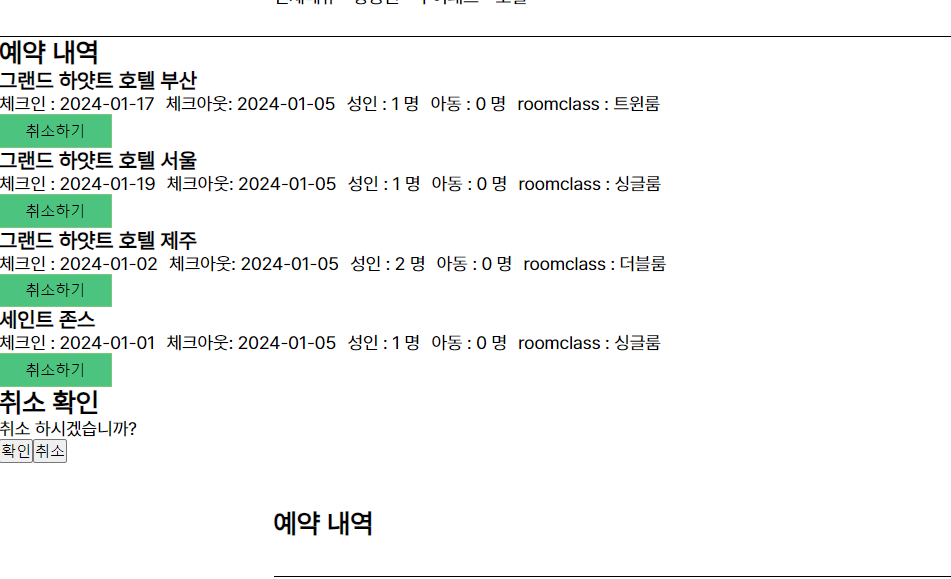 예약 내역
그랜드 하얏트 호텔 부산
체크인 : 2024-01-17 체크아웃: 2024-01-05 성인 : 1 명 아동 : 0 명 roomclass : 트윈룸
취소하기
그랜드 하얏트 호텔 서울
체크인 : 2024-01-19 체크아웃: 2024-01-05 성인 : 1 명 아동 : 0 명 roomclass : 싱글룸
취소하기
그랜드 하얏트 호텔 제주
체크인 : 2024-01-02 체크아웃: 2024-01-05 성인 : 2 명 아동 : 0 명 roomclass : 더블룸
취소하기
세인트 존스
체크인 : 2024-01-01 체크아웃: 2024-01-05 성인 : 1 명 아동 : 0 명 roomclass : 싱글룸
취소하기
취소 확인
취소 하시겠습니까?
확인 취소
예약 내역